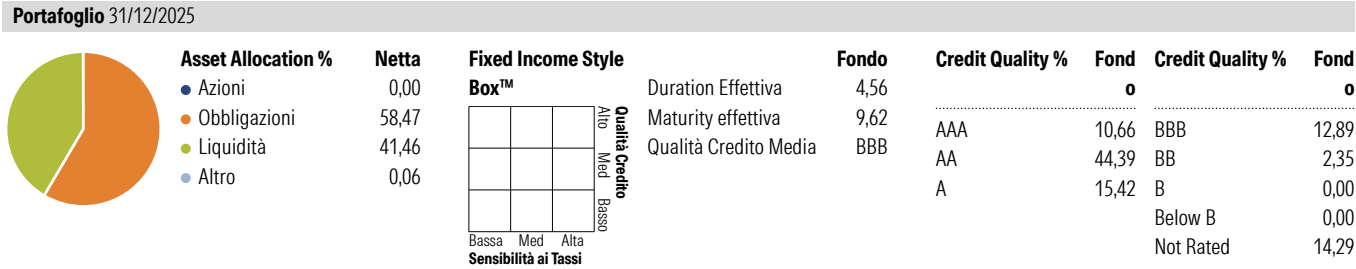 Portafoglio 31/12/2025
Asset Allocation % Netta
Azioni 0,00
Obbligazioni 58,47
Liquidità 41,46
Altro 0,06
Fixed Income Style
Box™
Alto Med Basso
Qualità Credito
Bassa Med Alta
Sensibilità ai Tassi
Fondo
Duration Effettiva 4,56
Maturity effettiva 9,62
Qualità Credito Media BBB
Credit Quality % Fond
o
AAA 10,66
AA 44,39
A 15,42
Credit Quality % Fond
o
BBB 12,89
BB 2,35
B 0,00
Below B 0,00
Not Rated 14,29